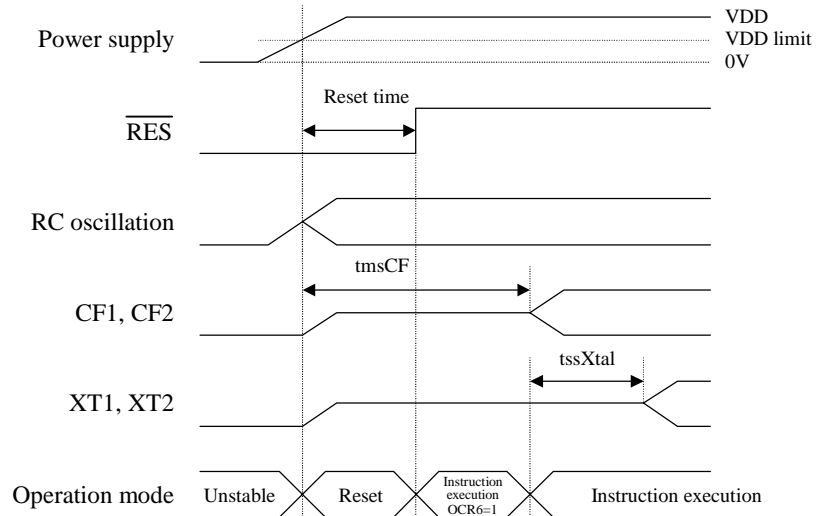 Power supply
VDD
VDD limit
0V
Reset time
RES
RC oscillation
tmsCF
CF1, CF2
tssXtal
XT1, XT2
Operation mode
Unstable
Reset
Instruction
execution
OCR6=1
Instruction execution